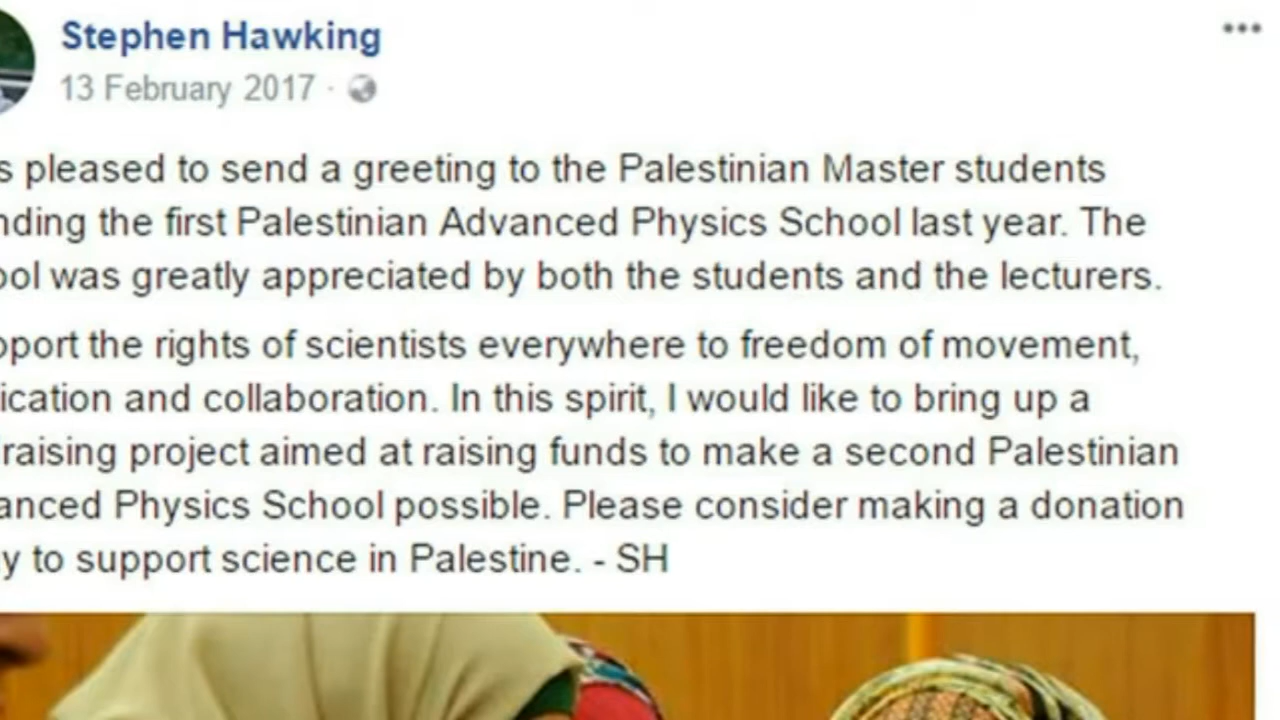 Stephen Hawking
13 February 2017 ·
s pleased to send a greeting to the Palestinian Master students
nding the first Palestinian Advanced Physics School last year. The
ool was greatly appreciated by both the students and the lecturers.
pport the rights of scientists everywhere to freedom of movement,
ication and collaboration. In this spirit, I would like to bring up a
raising project aimed at raising funds to make a second Palestinian
anced Physics School possible. Please consider making a donation
y to support science in Palestine. - SH